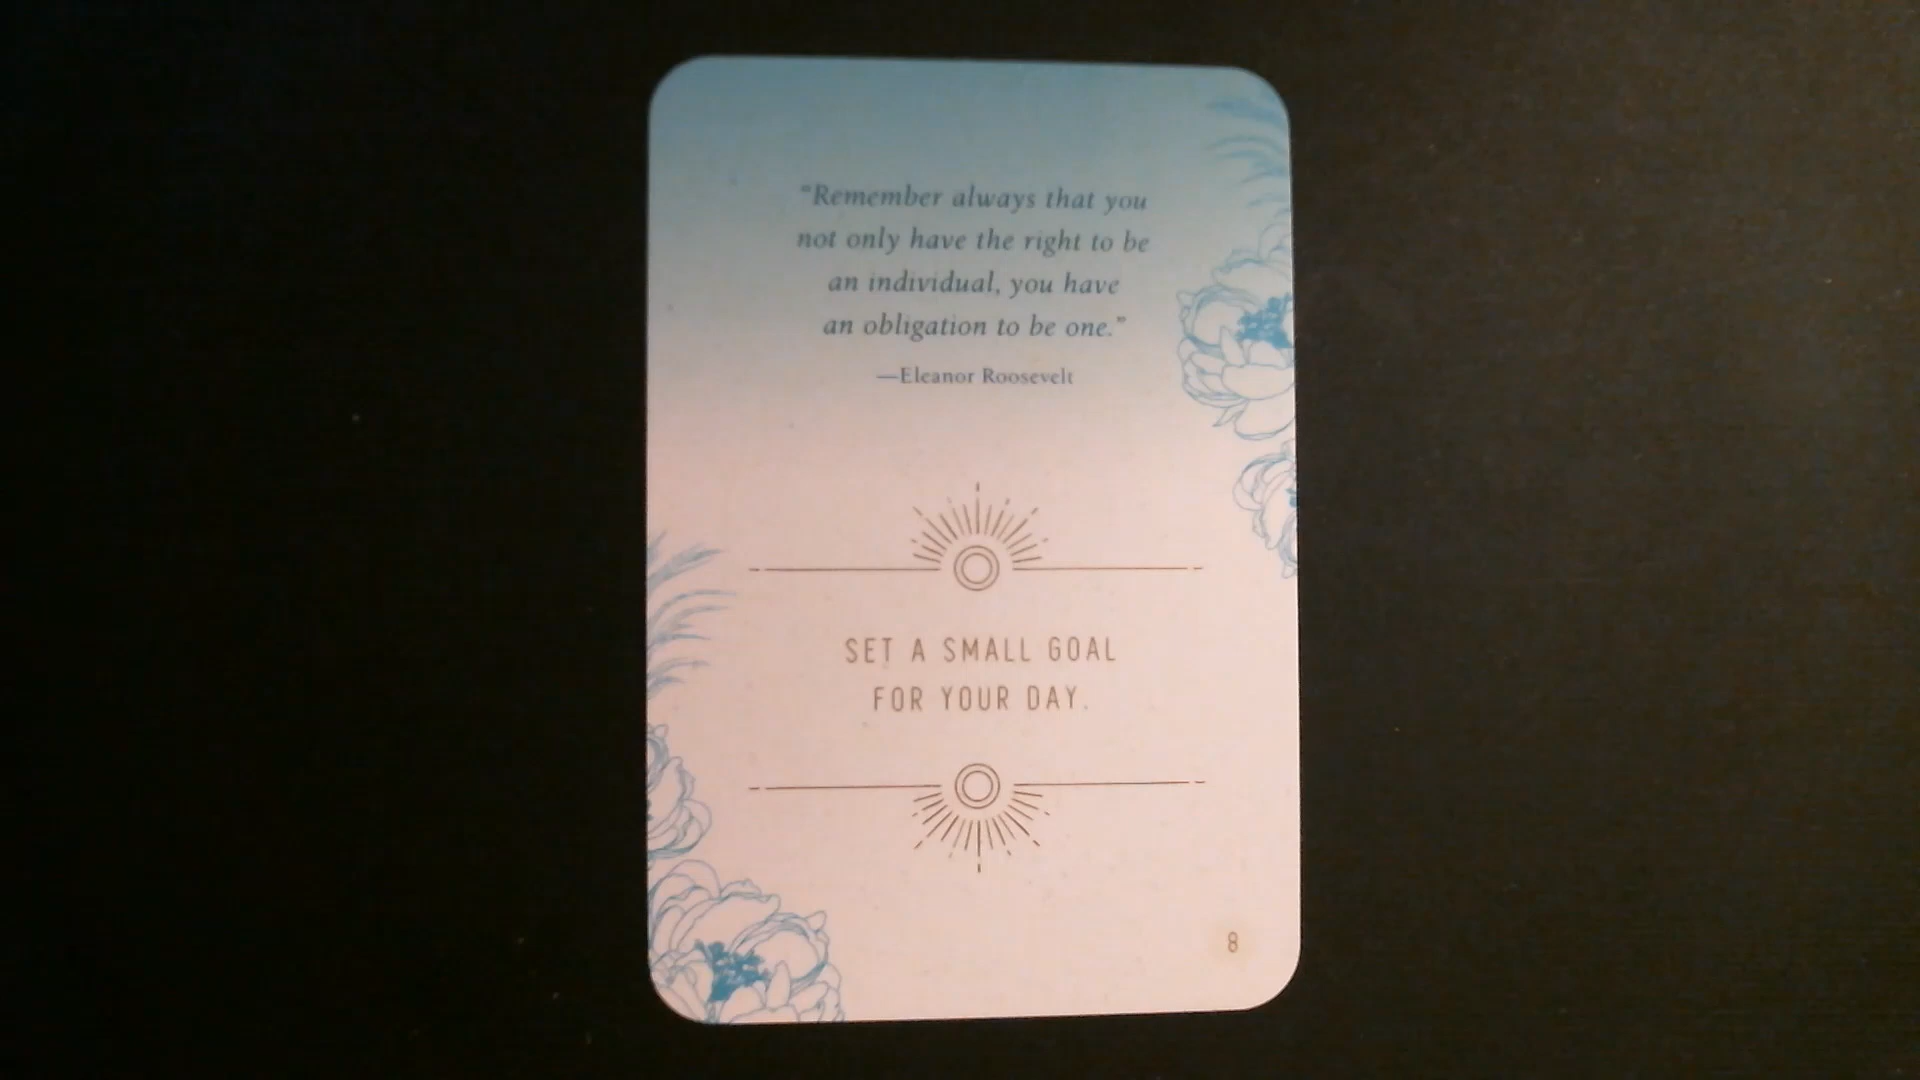 "Remember always that you
not only have the right to be
an individual, you have
an obligation to be one."
—Eleanor Roosevelt
SET A SMALL GOAL
FOR YOUR DAY.
8